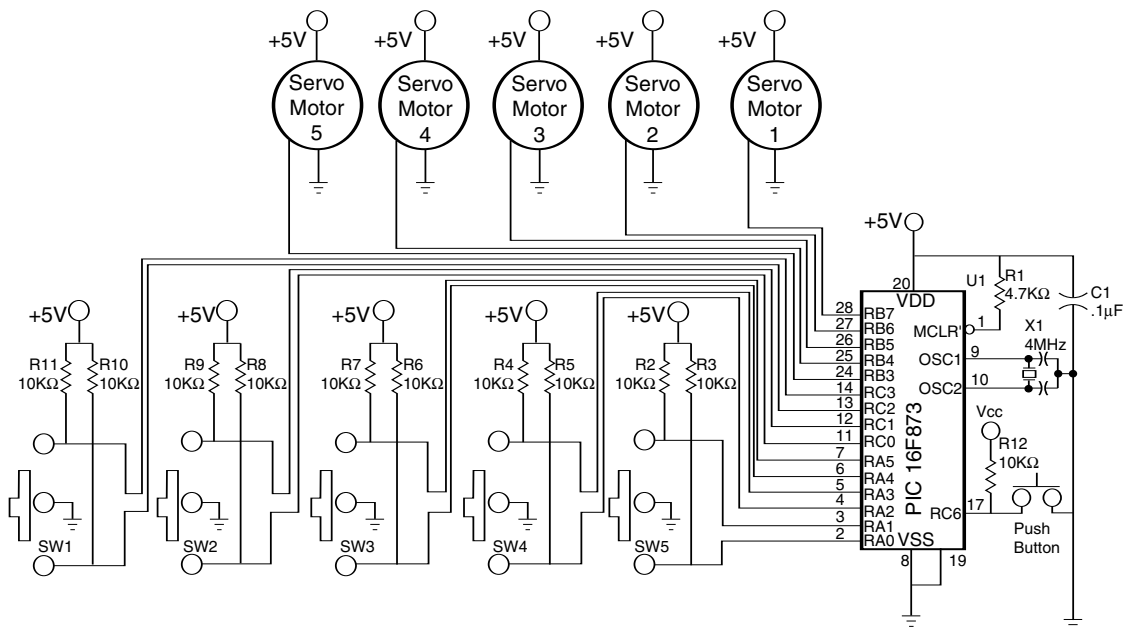 +5V
+5V
+5V
+5V
+5V
Servo
Motor
5
Servo
Motor
4
Servo
Motor
3
Servo
Motor
2
Servo
Motor
1
+5V
20
VDD
U1
R1
4.7KΩ
C1
.1µF
28
RB7
27
RB6
26
RB5
25
RB4
24
RB3
14
RC3
13
RC2
12
RC1
11
RC0
7
RA5
6
RA4
5
RA3
4
RA2
3
RA1
2
RA0
PIC 16F873
MCLR'
1
X1
4MHz
OSC1
9
OSC2
10
Vcc
R12
10KΩ
RC6
17
Push
Button
VSS
8
19
+5V
R11
10KΩ
R10
10KΩ
SW1
+5V
R9
10KΩ
R8
10KΩ
SW2
+5V
R7
10KΩ
R6
10KΩ
SW3
+5V
R4
10KΩ
R5
10KΩ
SW4
+5V
R2
10KΩ
R3
10KΩ
SW5